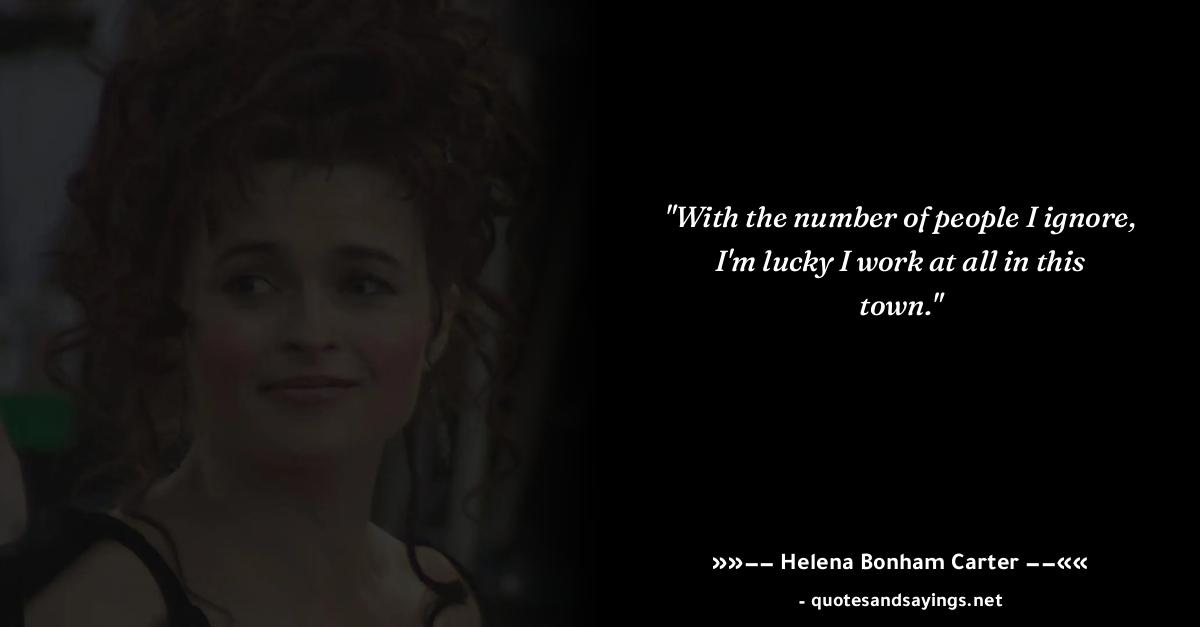 "With the number of people I ignore,
I'm lucky I work at all in this
town."
»»−− Helena Bonham Carter −−««
- quotesandsayings.net